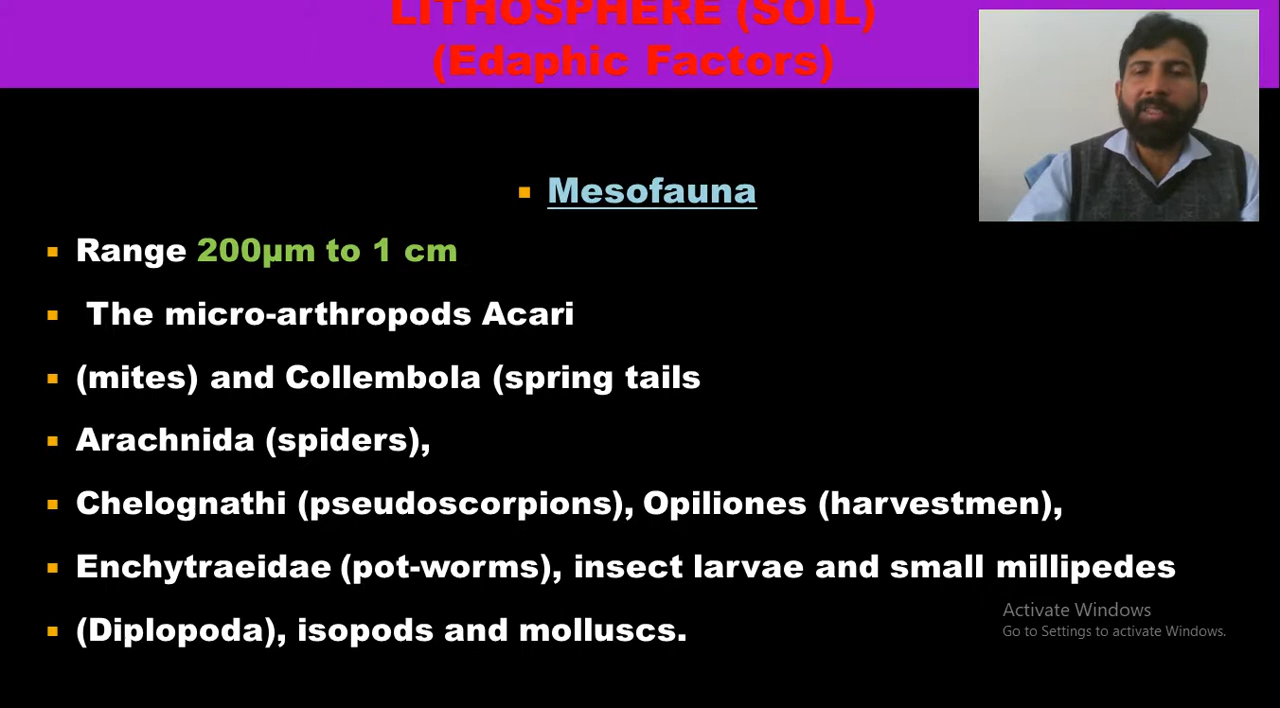 LITHOSPHERE (SOIL)
(Edaphic Factors)
Mesofauna
Range 200µm to 1 cm
The micro-arthropods Acari
(mites) and Collembola (spring tails
Arachnida (spiders),
Chelognathi (pseudoscorpions), Opiliones (harvestmen),
Enchytraeidae (pot-worms), insect larvae and small millipedes
(Diplopoda), isopods and molluscs.
Activate Windows
Go to Settings to activate Windows.